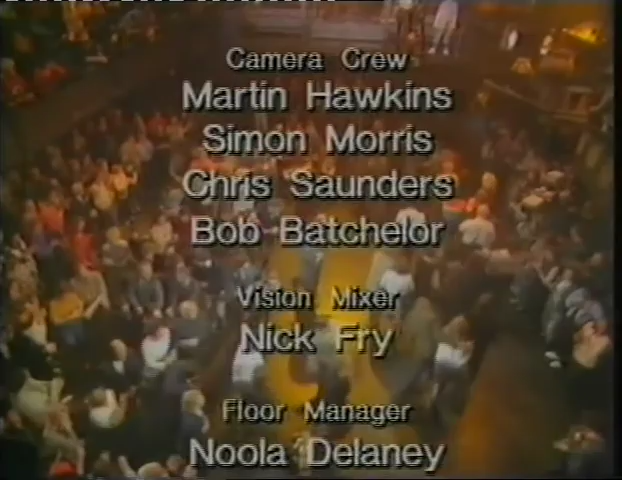 Camera Crew
Martin Hawkins
Simon Morris
Chris Saunders
Bob Batchelor
Vision Mixer
Nick Fry
Floor Manager
Noola Delaney